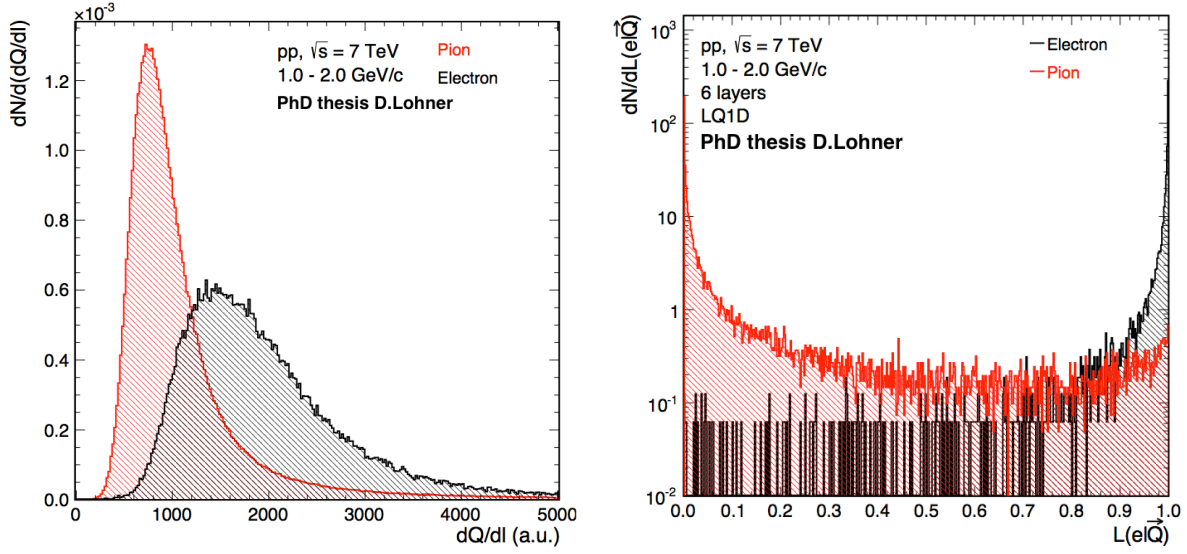 ×10⁻³
dN/d(dQ/dl)
1.2
1.0
0.8
0.6
0.4
0.2
0.0
pp, √s = 7 TeV
1.0 - 2.0 GeV/c
PhD thesis D.Lohner
Pion
Electron
0 1000 2000 3000 4000 5000
dQ/dl (a.u.)
dN/dL(el|Q⃗)
10³
10²
10
1
10⁻¹
10⁻²
pp, √s = 7 TeV
1.0 - 2.0 GeV/c
6 layers
LQ1D
PhD thesis D.Lohner
Electron
Pion
0.0 0.1 0.2 0.3 0.4 0.5 0.6 0.7 0.8 0.9 1.0
L(el|Q⃗)